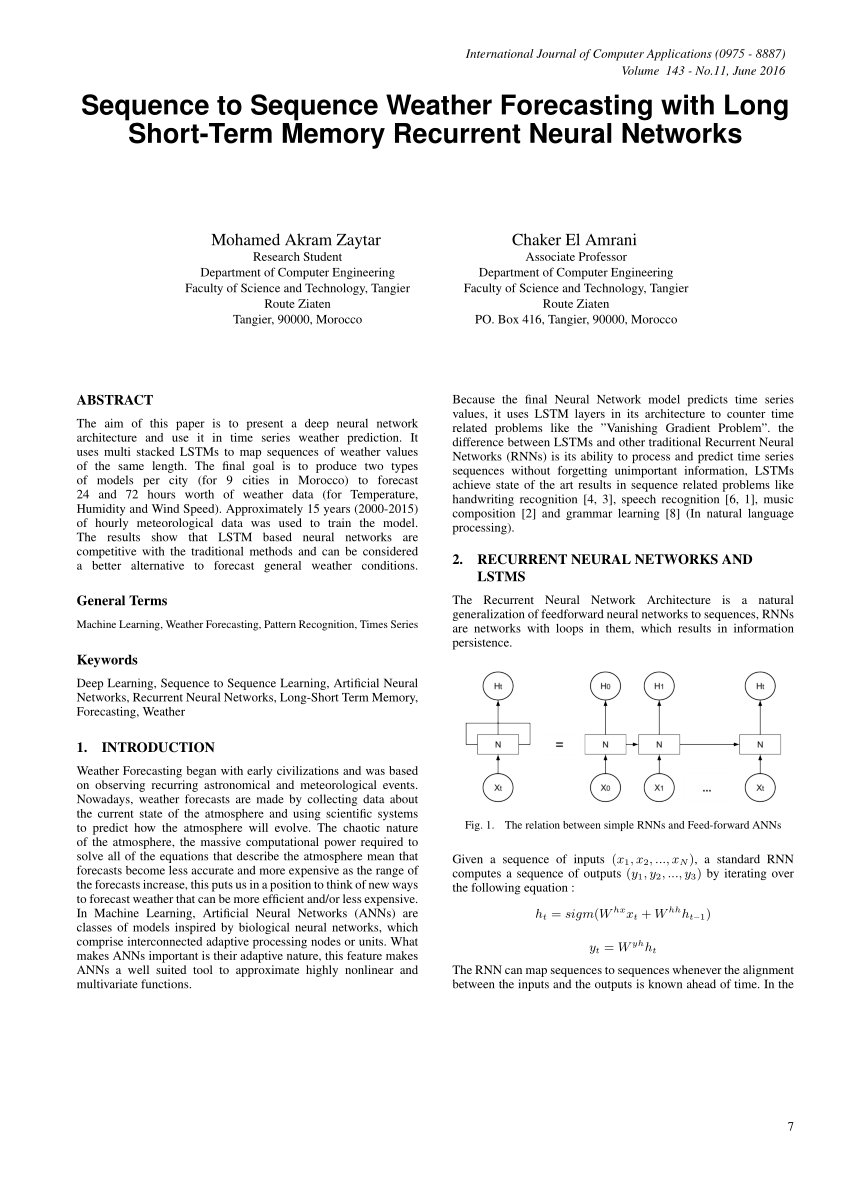 International Journal of Computer Applications (0975 - 8887)
Volume 143 - No.11, June 2016
Sequence to Sequence Weather Forecasting with Long
Short-Term Memory Recurrent Neural Networks
Mohamed Akram Zaytar
Research Student
Department of Computer Engineering
Faculty of Science and Technology, Tangier
Route Ziaten
Tangier, 90000, Morocco
Chaker El Amrani
Associate Professor
Department of Computer Engineering
Faculty of Science and Technology, Tangier
Route Ziaten
PO. Box 416, Tangier, 90000, Morocco
ABSTRACT
The aim of this paper is to present a deep neural network
architecture and use it in time series weather prediction. It
uses multi stacked LSTMs to map sequences of weather values
of the same length. The final goal is to produce two types
of models per city (for 9 cities in Morocco) to forecast
24 and 72 hours worth of weather data (for Temperature,
Humidity and Wind Speed). Approximately 15 years (2000-2015)
of hourly meteorological data was used to train the model.
The results show that LSTM based neural networks are
competitive with the traditional methods and can be considered
a better alternative to forecast general weather conditions.
General Terms
Machine Learning, Weather Forecasting, Pattern Recognition, Times Series
Keywords
Deep Learning, Sequence to Sequence Learning, Artificial Neural
Networks, Recurrent Neural Networks, Long-Short Term Memory,
Forecasting, Weather
1. INTRODUCTION
Weather Forecasting began with early civilizations and was based
on observing recurring astronomical and meteorological events.
Nowadays, weather forecasts are made by collecting data about
the current state of the atmosphere and using scientific systems
to predict how the atmosphere will evolve. The chaotic nature
of the atmosphere, the massive computational power required to
solve all of the equations that describe the atmosphere mean that
forecasts become less accurate and more expensive as the range of
the forecasts increase, this puts us in a position to think of new ways
to forecast weather that can be more efficient and/or less expensive.
In Machine Learning, Artificial Neural Networks (ANNs) are
classes of models inspired by biological neural networks, which
comprise interconnected adaptive processing nodes or units. What
makes ANNs important is their adaptive nature, this feature makes
ANNs a well suited tool to approximate highly nonlinear and
multivariate functions.
Because the final Neural Network model predicts time series
values, it uses LSTM layers in its architecture to counter time
related problems like the ”Vanishing Gradient Problem”. the
difference between LSTMs and other traditional Recurrent Neural
Networks (RNNs) is its ability to process and predict time series
sequences without forgetting unimportant information, LSTMs
achieve state of the art results in sequence related problems like
handwriting recognition [4, 3], speech recognition [6, 1], music
composition [2] and grammar learning [8] (In natural language
processing).
2. RECURRENT NEURAL NETWORKS AND
LSTMS
The Recurrent Neural Network Architecture is a natural
generalization of feedforward neural networks to sequences, RNNs
are networks with loops in them, which results in information
persistence.
Ht H0 H1 Ht
N = N N N
Xt X0 X1 ... Xt
Fig. 1. The relation between simple RNNs and Feed-forward ANNs
Given a sequence of inputs (x₁, x₂, ..., x_N), a standard RNN
computes a sequence of outputs (y₁, y₂, ..., y₃) by iterating over
the following equation :
h_t = sigm(W^{hx} x_t + W^{hh} h_{t−1})
y_t = W^{yh} h_t
The RNN can map sequences to sequences whenever the alignment
between the inputs and the outputs is known ahead of time. In the
7